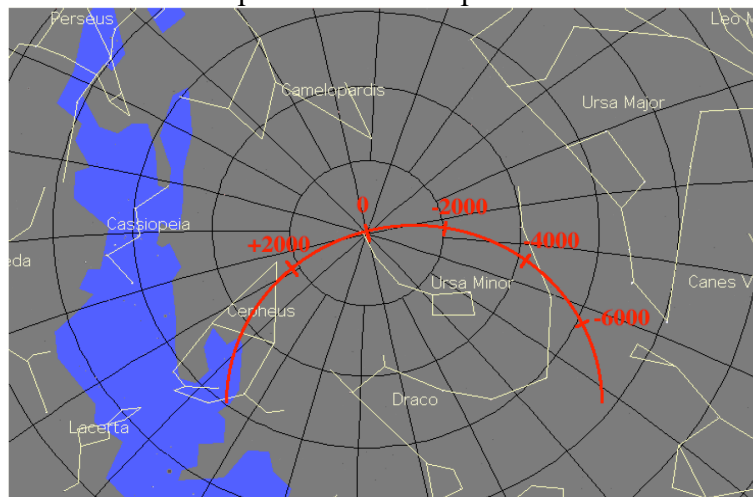 Perseus
Leo M
Camelopardis
Ursa Major
0
-2000
Cassiopeia
+2000
-4000
eda
Ursa Minor
Canes V
Cepheus
-6000
Draco
Lacerta